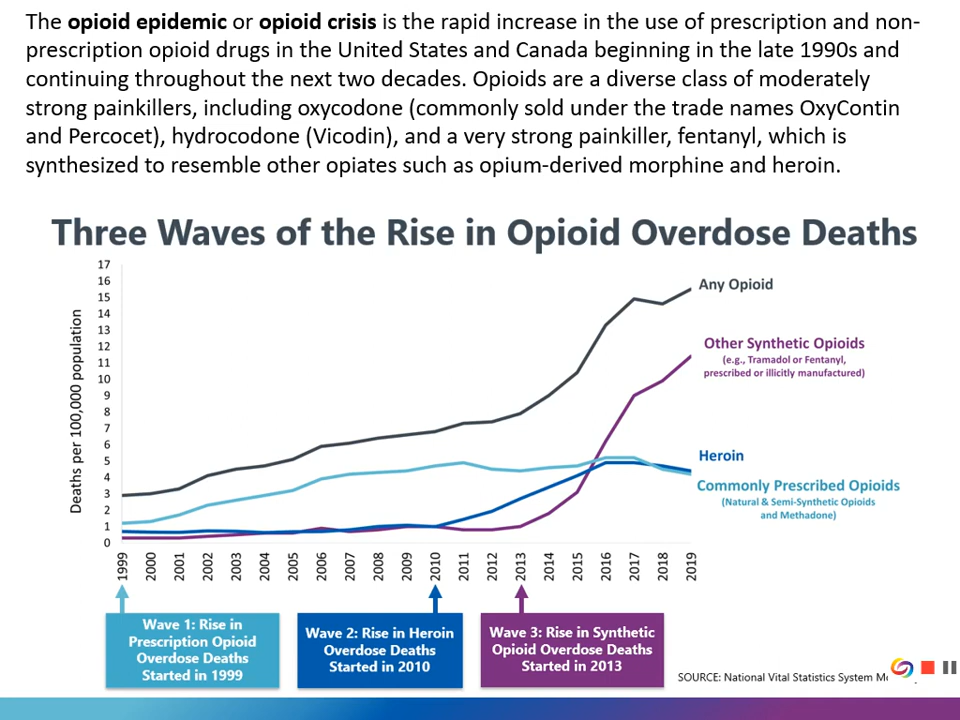 The opioid epidemic or opioid crisis is the rapid increase in the use of prescription and non-
prescription opioid drugs in the United States and Canada beginning in the late 1990s and
continuing throughout the next two decades. Opioids are a diverse class of moderately
strong painkillers, including oxycodone (commonly sold under the trade names OxyContin
and Percocet), hydrocodone (Vicodin), and a very strong painkiller, fentanyl, which is
synthesized to resemble other opiates such as opium-derived morphine and heroin.
Three Waves of the Rise in Opioid Overdose Deaths
Deaths per 100,000 population
17
16
15
14
13
12
11
10
9
8
7
6
5
4
3
2
1
0
Any Opioid
Other Synthetic Opioids
(e.g., Tramadol or Fentanyl,
prescribed or illicitly manufactured)
Heroin
Commonly Prescribed Opioids
(Natural & Semi-Synthetic Opioids
and Methadone)
1999
2000
2001
2002
2003
2004
2005
2006
2007
2008
2009
2010
2011
2012
2013
2014
2015
2016
2017
2018
2019
Wave 1: Rise in
Prescription Opioid
Overdose Deaths
Started in 1999
Wave 2: Rise in Heroin
Overdose Deaths
Started in 2010
Wave 3: Rise in Synthetic
Opioid Overdose Deaths
Started in 2013
SOURCE: National Vital Statistics System